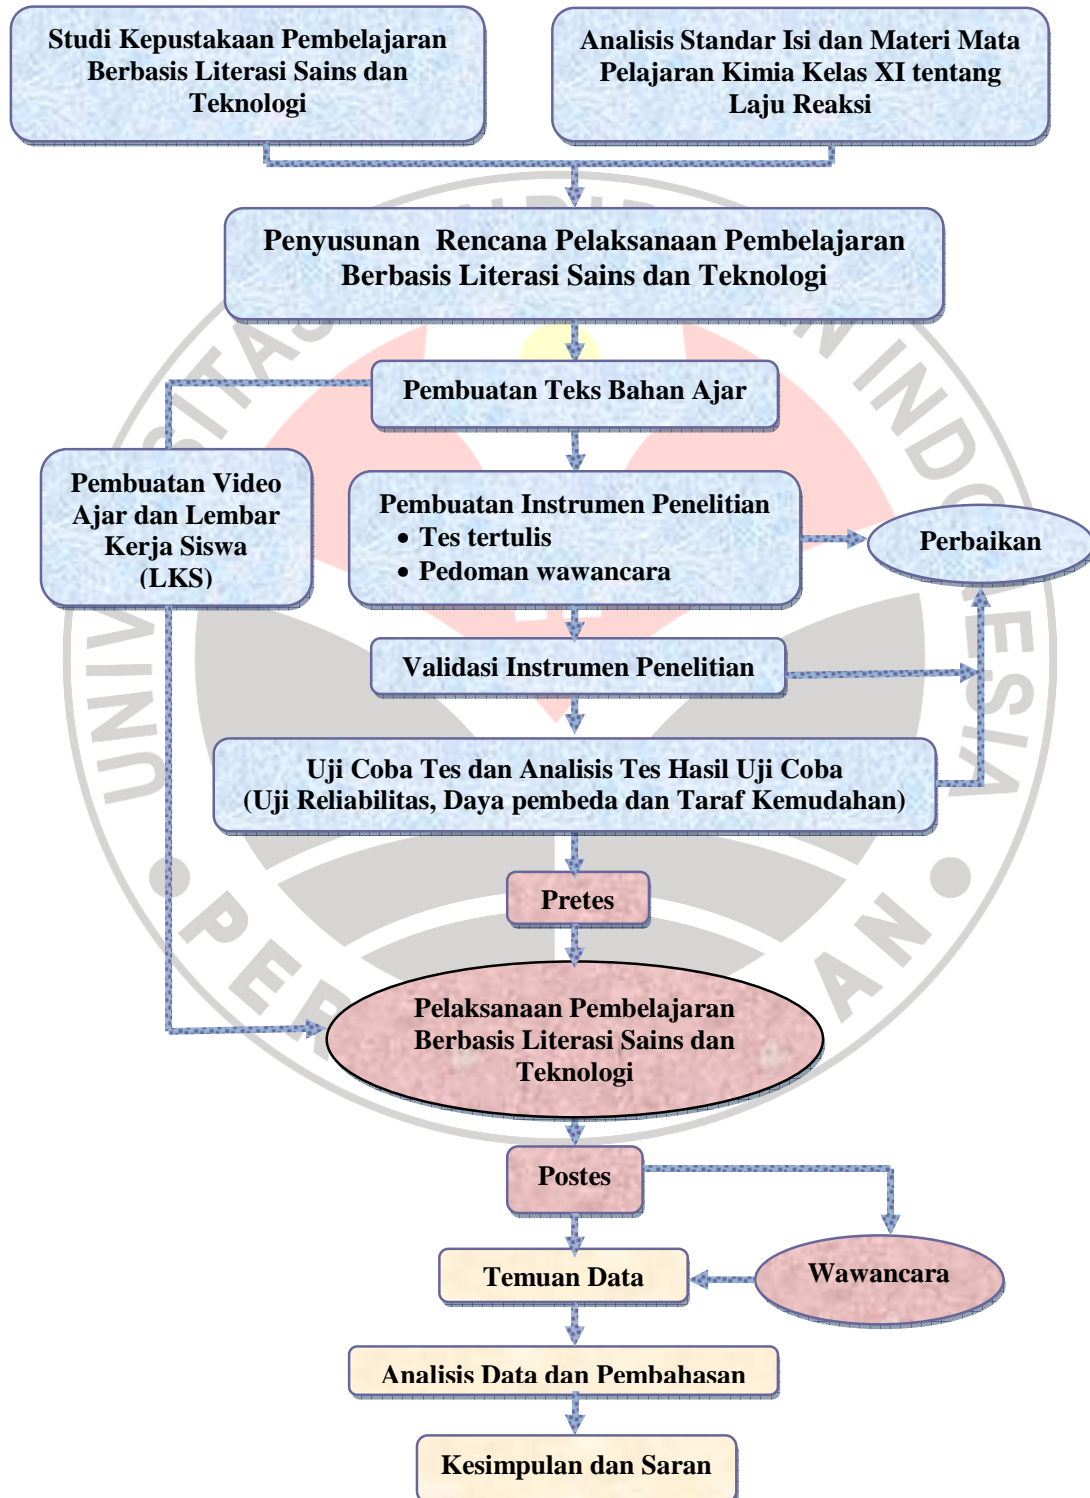 Studi Kepustakaan Pembelajaran
Berbasis Literasi Sains dan
Teknologi
Analisis Standar Isi dan Materi Mata
Pelajaran Kimia Kelas XI tentang
Laju Reaksi
Penyusunan Rencana Pelaksanaan Pembelajaran
Berbasis Literasi Sains dan Teknologi
Pembuatan Teks Bahan Ajar
Pembuatan Video
Ajar dan Lembar
Kerja Siswa
(LKS)
Pembuatan Instrumen Penelitian
• Tes tertulis
• Pedoman wawancara
Perbaikan
Validasi Instrumen Penelitian
Uji Coba Tes dan Analisis Tes Hasil Uji Coba
(Uji Reliabilitas, Daya pembeda dan Taraf Kemudahan)
Pretes
Pelaksanaan Pembelajaran
Berbasis Literasi Sains dan
Teknologi
Postes
Temuan Data
Wawancara
Analisis Data dan Pembahasan
Kesimpulan dan Saran